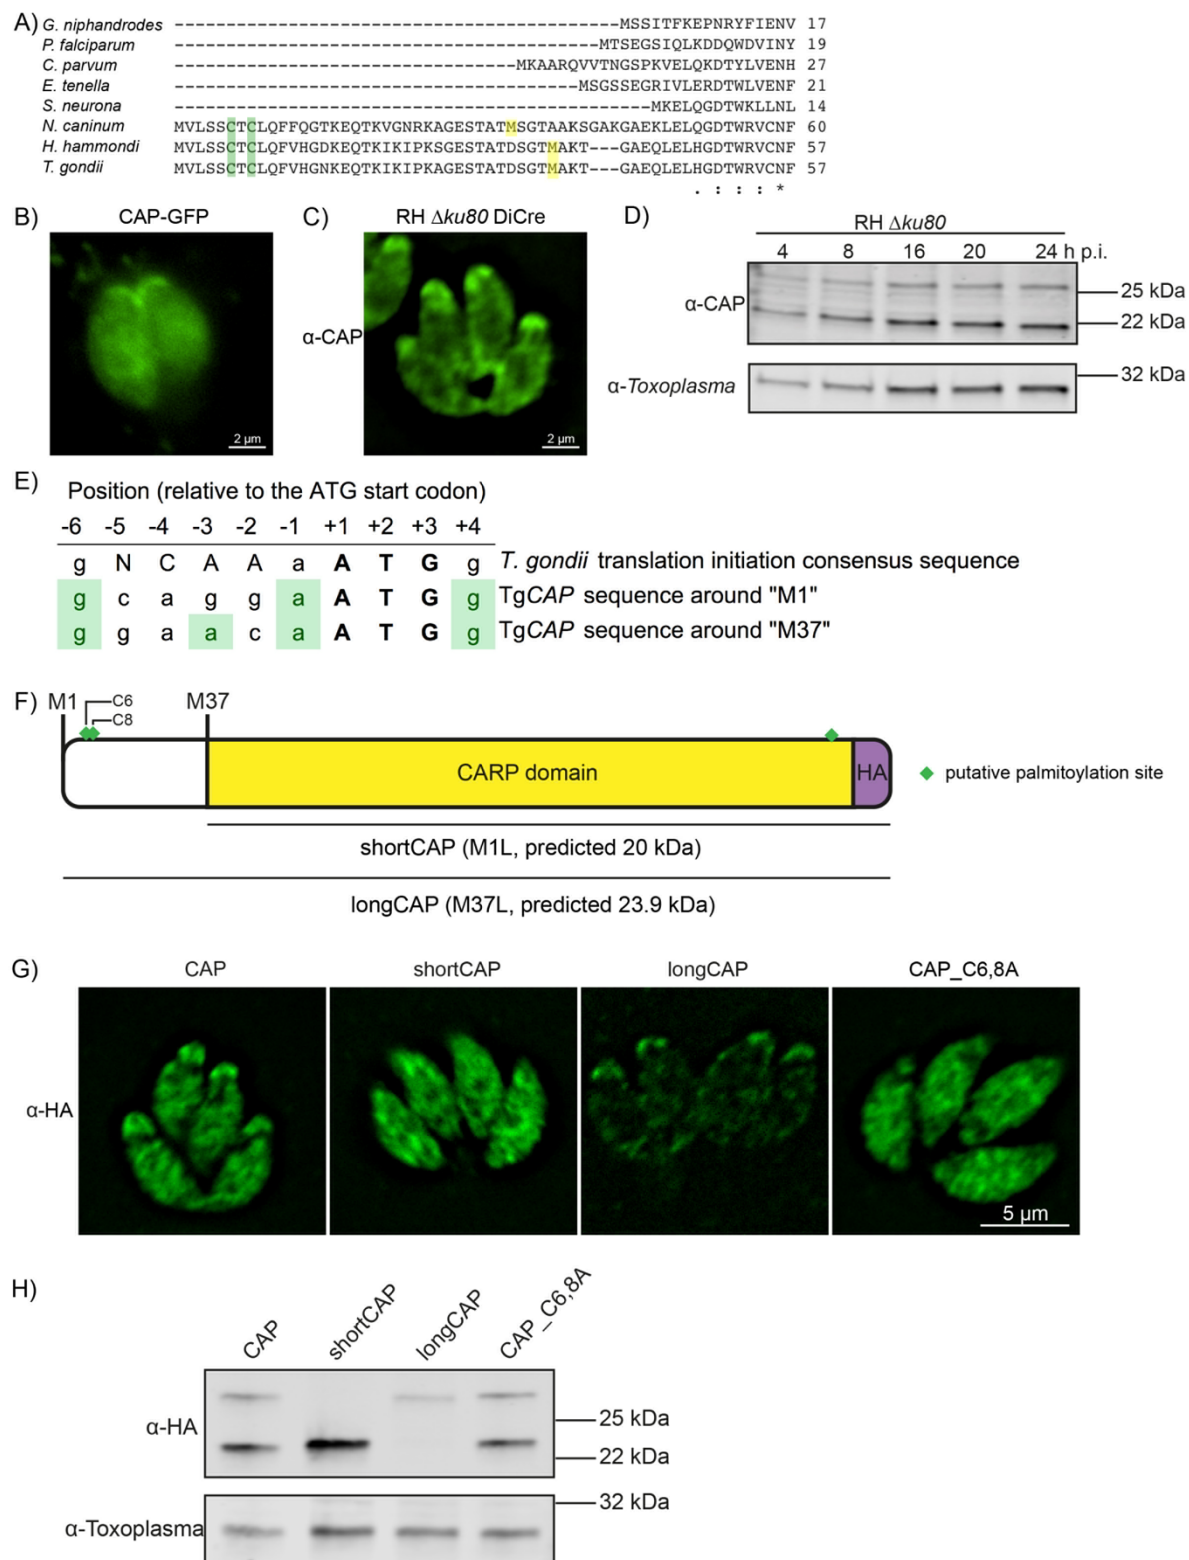 A)
G. niphandrodes -------------------------------------------MSSITFKEPNRYFIENV 17
P. falciparum -----------------------------------------MTSEGSIQLKDDQWDVINY 19
C. parvum ---------------------------------MKAARQVVTNGSPKVELQKDTYLVENH 27
E. tenella ---------------------------------------MSGSSEGRIVLERDTWLVENF 21
S. neurona ----------------------------------------------MKELQGDTWKLLNL 14
N. caninum MVLSSCTCLQFFQGTKEQTKVGNRKAGESTATMSGTAAKSGAKGAEKLELQGDTWRVCNF 60
H. hammondi MVLSSCTCLQFVHGDKEQTKIKIPKSGESTATDSGTMAKT---GAEQLELHGDTWRVCNF 57
T. gondii MVLSSCTCLQFVHGNKEQTKIKIPKAGESTATDSGTMAKT---GAEQLELHGDTWRVCNF 57
. : : : *
B) CAP-GFP
2 µm
C) RH Δku80 DiCre
α-CAP
2 µm
D) RH Δku80
4 8 16 20 24 h p.i.
α-CAP
25 kDa
22 kDa
α-Toxoplasma
32 kDa
E)
Position (relative to the ATG start codon)
-6 -5 -4 -3 -2 -1 +1 +2 +3 +4
g N C A A a A T G g T. gondii translation initiation consensus sequence
g c a g g a A T G g TgCAP sequence around "M1"
g g a a c a A T G g TgCAP sequence around "M37"
F) M1 C6 M37
C8
CARP domain HA
putative palmitoylation site
shortCAP (M1L, predicted 20 kDa)
longCAP (M37L, predicted 23.9 kDa)
G) CAP shortCAP longCAP CAP_C6,8A
α-HA
5 µm
H)
CAP shortCAP longCAP CAP_C6,8A
α-HA
25 kDa
22 kDa
32 kDa
α-Toxoplasma